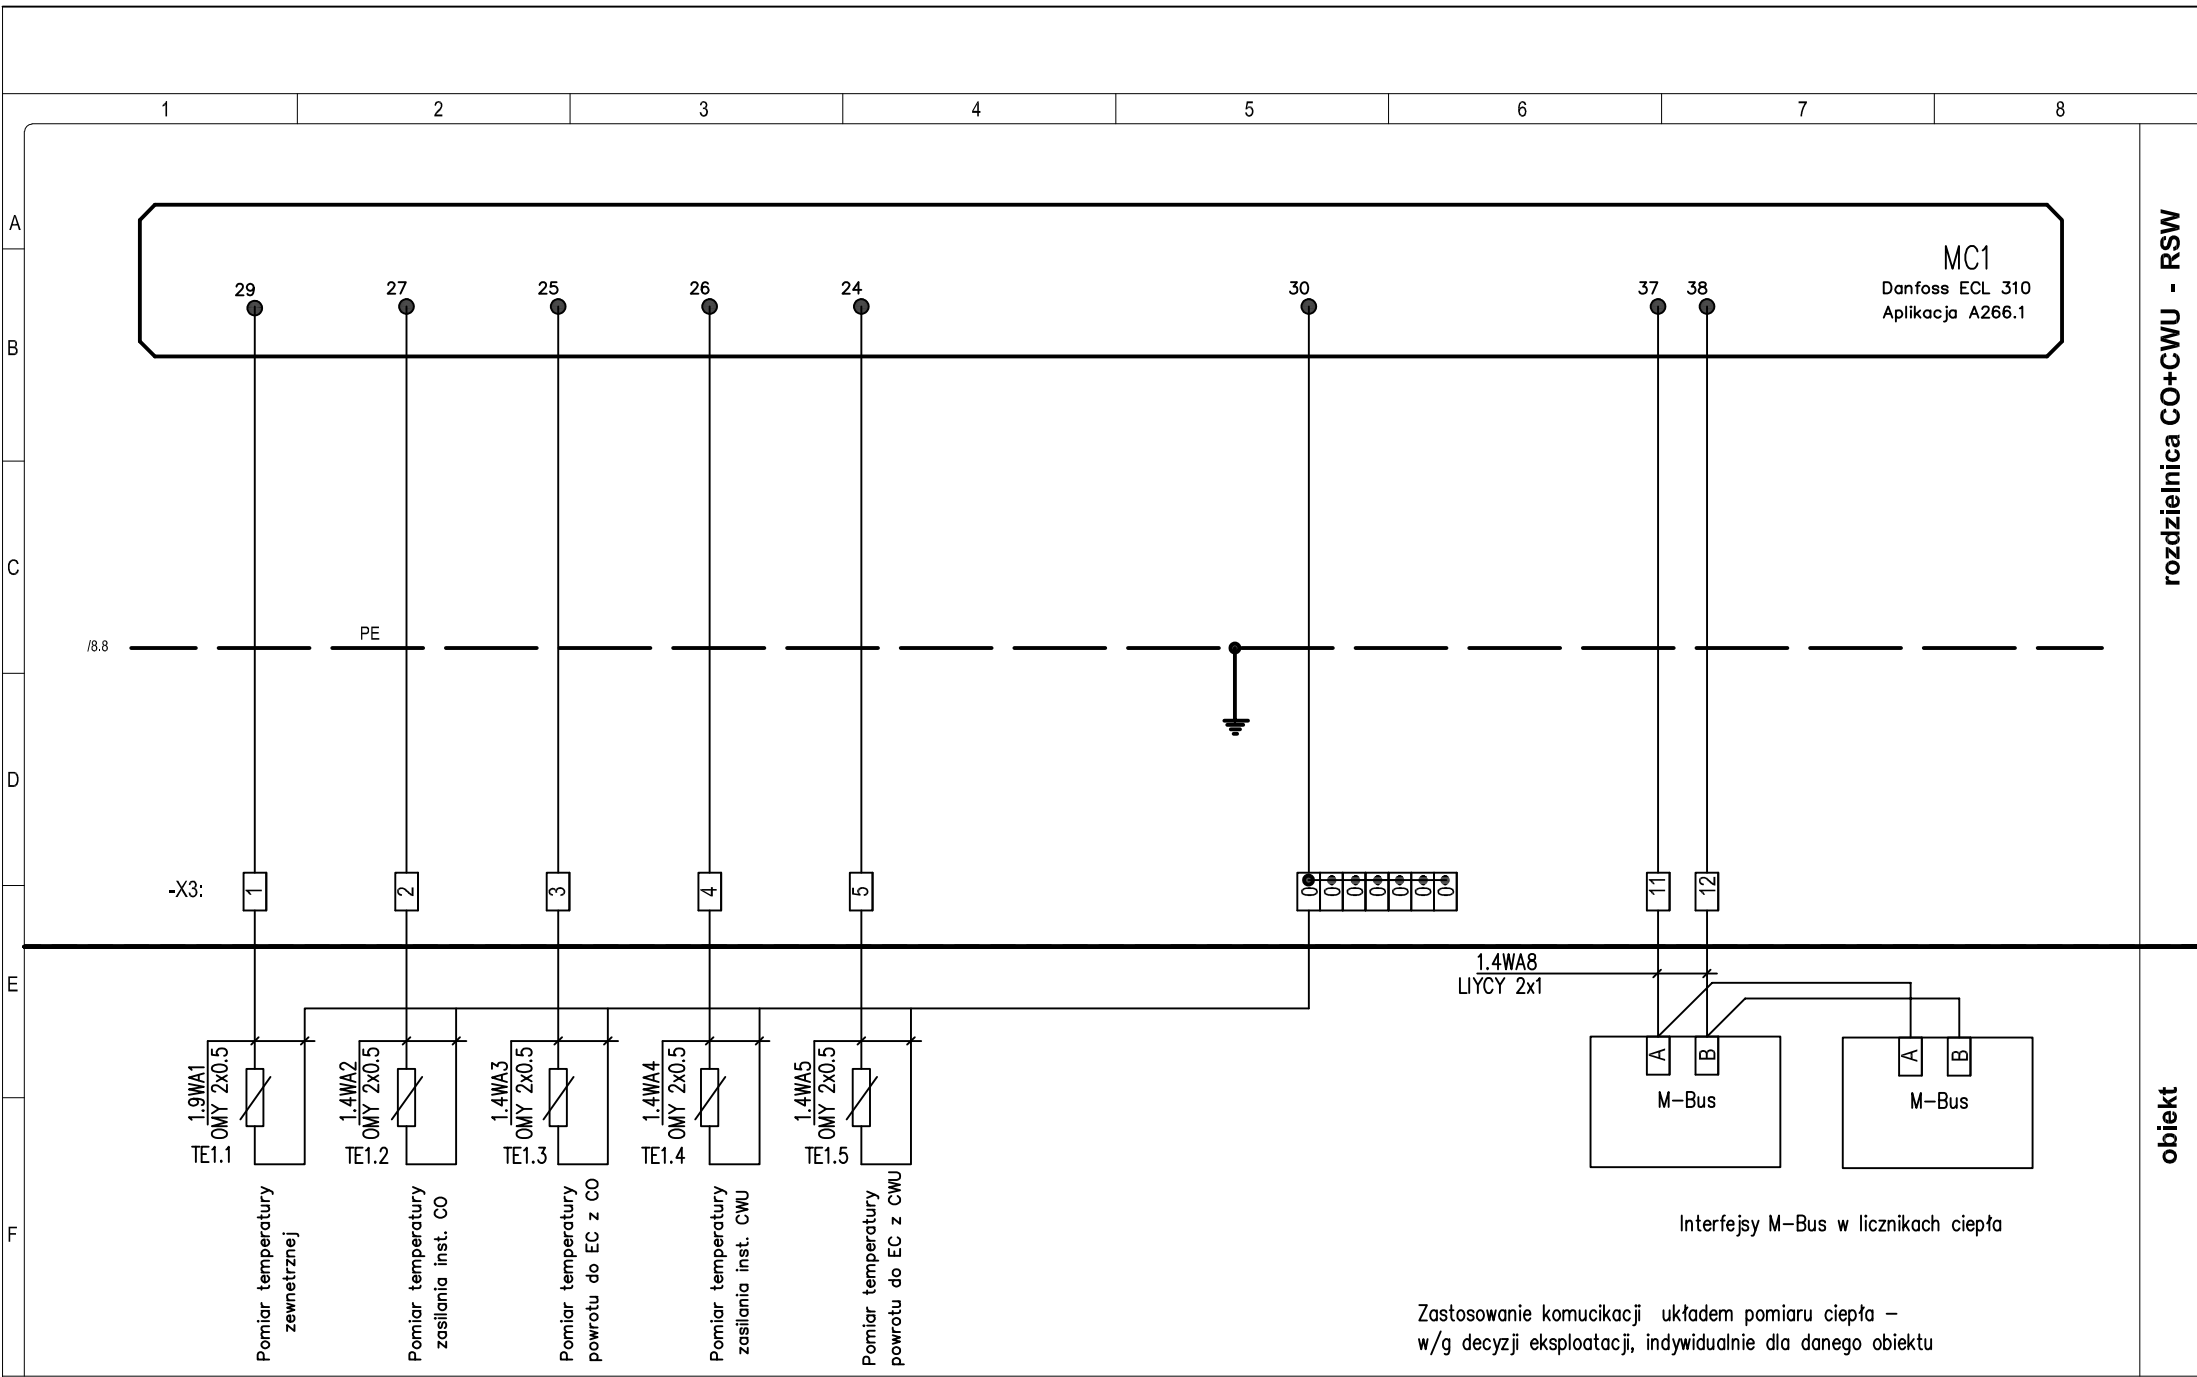 1 2 3 4 5 6 7 8
A
B
C
D
E
F
MC1
Danfoss ECL 310
Aplikacja A266.1
29 27 25 26 24 30 37 38
/8.8
PE
-X3:
1 2 3 4 5 0 0 0 0 0 0 0 11 12
1.4WA8
LIYCY 2x1
1.9WA1
OMY 2x0.5
TE1.1
1.4WA2
OMY 2x0.5
TE1.2
1.4WA3
OMY 2x0.5
TE1.3
1.4WA4
OMY 2x0.5
TE1.4
1.4WA5
OMY 2x0.5
TE1.5
A B
M-Bus
A B
M-Bus
Pomiar temperatury
zewnetrznej
Pomiar temperatury
zasilania inst. CO
Pomiar temperatury
powrotu do EC z CO
Pomiar temperatury
zasilania inst. CWU
Pomiar temperatury
powrotu do EC z CWU
Interfejsy M-Bus w licznikach ciepła
Zastosowanie komucikacji układem pomiaru ciepła –
w/g decyzji eksploatacji, indywidualnie dla danego obiektu
rozdzielnica CO+CWU - RSW
obiekt